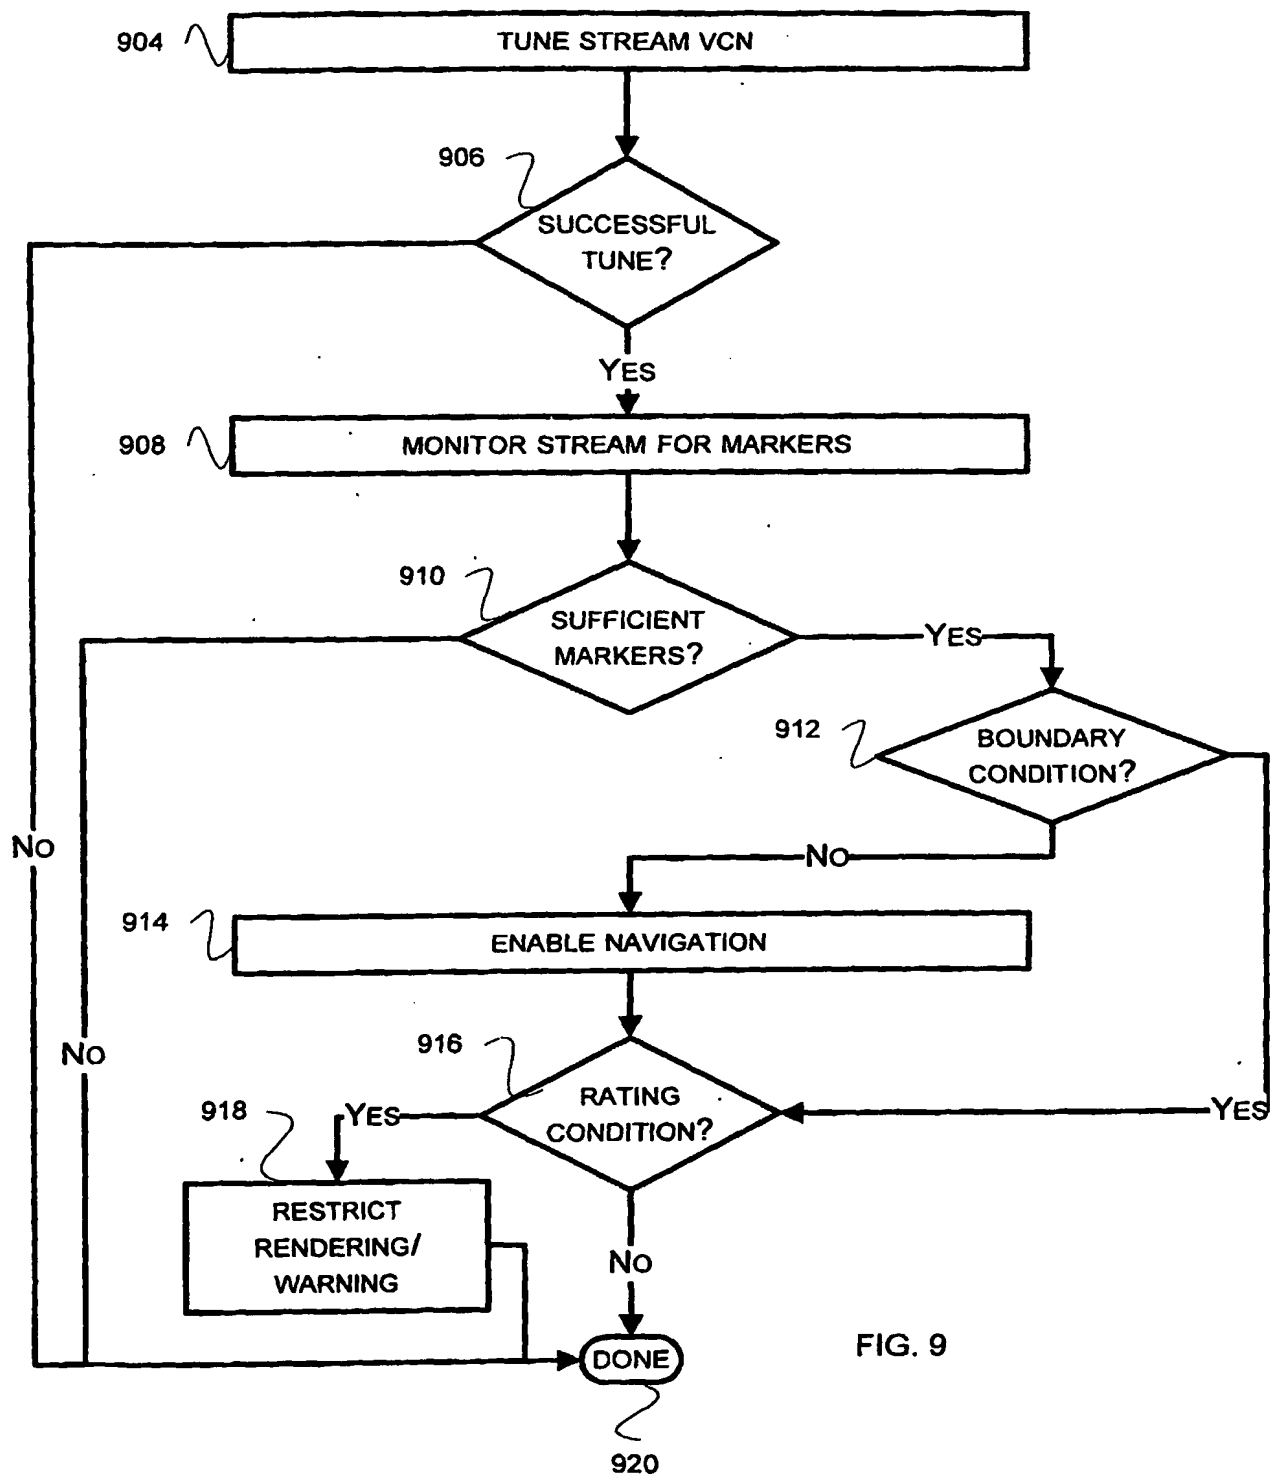 904
TUNE STREAM VCN
906
SUCCESSFUL
TUNE?
YES
908
MONITOR STREAM FOR MARKERS
910
SUFFICIENT
MARKERS?
YES
912
BOUNDARY
CONDITION?
NO
NO
914
ENABLE NAVIGATION
NO
916
RATING
CONDITION?
YES
918
YES
RESTRICT
RENDERING/
WARNING
NO
DONE
FIG. 9
920